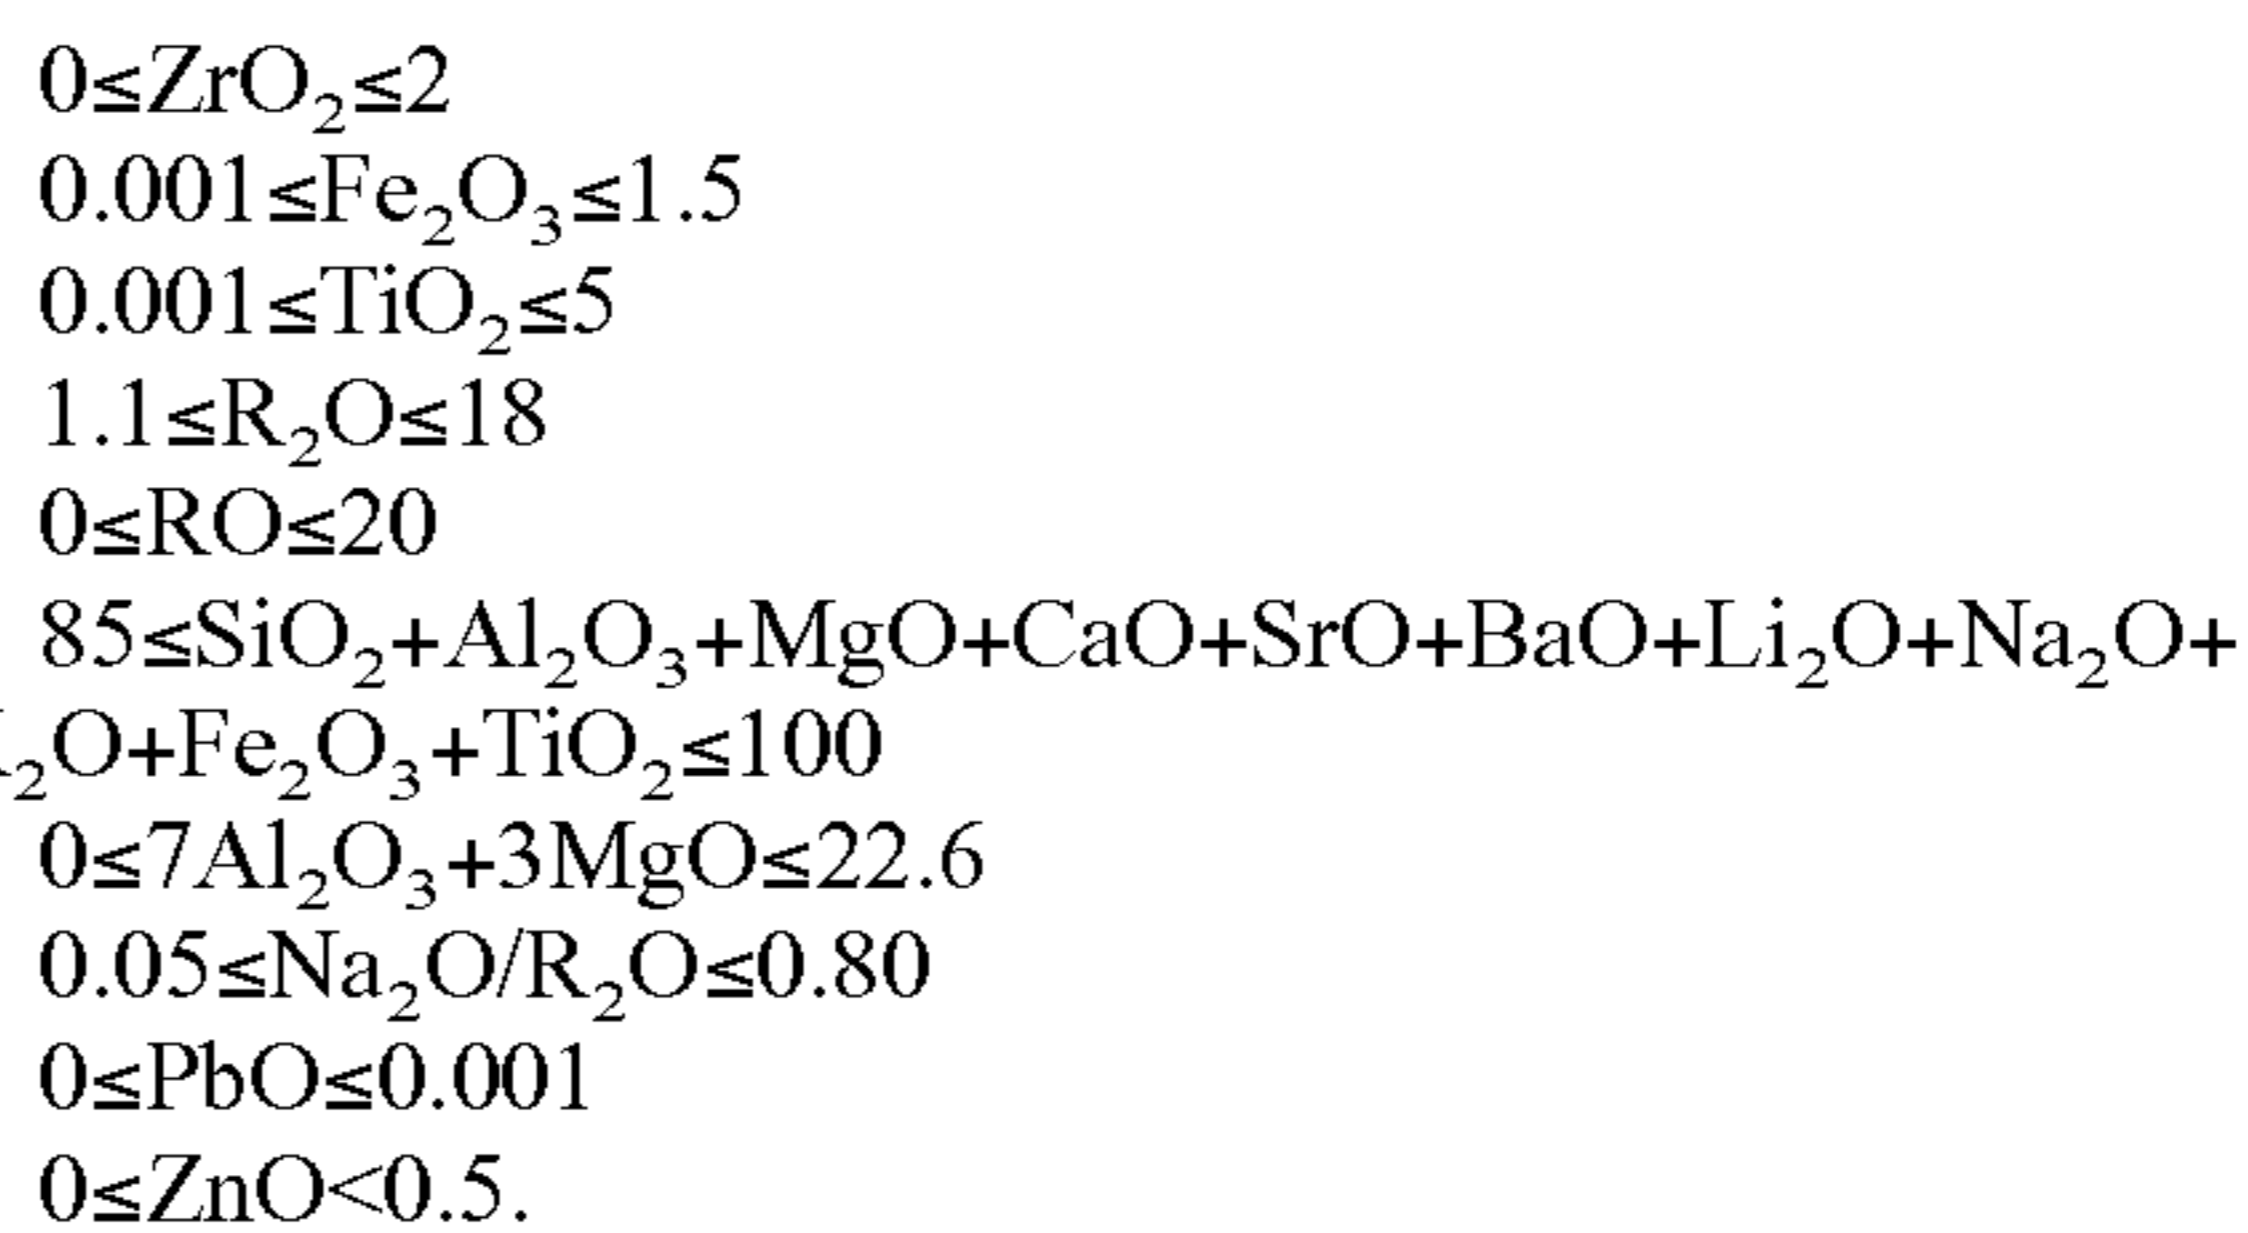 0≤ZrO₂≤2
0.001≤Fe₂O₃≤1.5
0.001≤TiO₂≤5
1.1≤R₂O≤18
0≤RO≤20
85≤SiO₂+Al₂O₃+MgO+CaO+SrO+BaO+Li₂O+Na₂O+
₂O+Fe₂O₃+TiO₂≤100
0≤7Al₂O₃+3MgO≤22.6
0.05≤Na₂O/R₂O≤0.80
0≤PbO≤0.001
0≤ZnO<0.5.